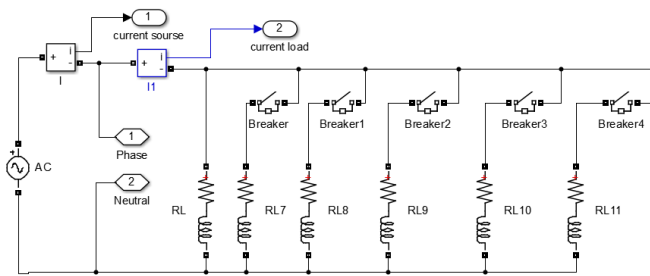 1
current sourse
2
current load
+
i
-
I
+
i
-
I1
1
Phase
2
Neutral
+
AC
Breaker
Breaker1
Breaker2
Breaker3
Breaker4
RL
RL7
RL8
RL9
RL10
RL11